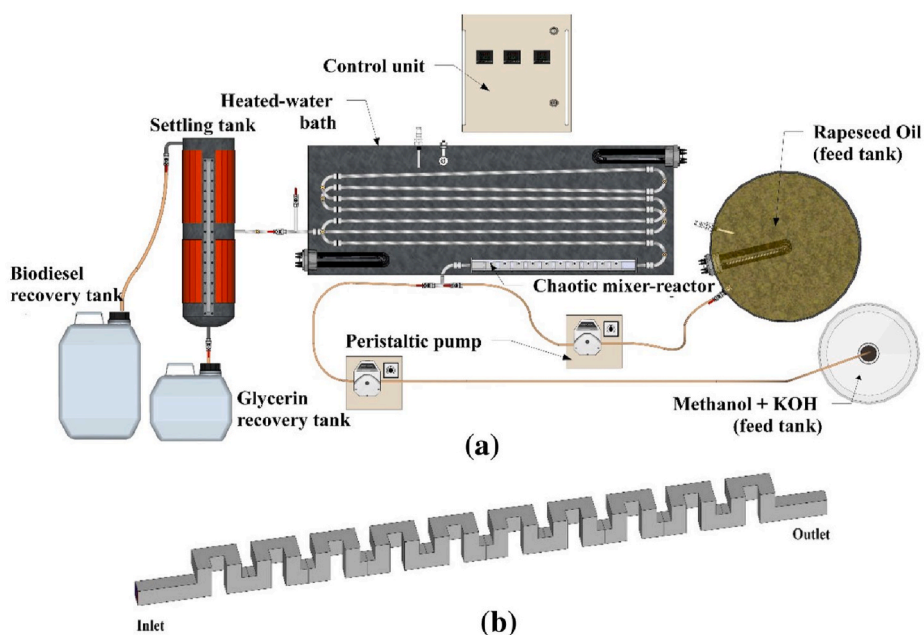 Control unit
Heated-water
bath
Settling tank
Rapeseed Oil
(feed tank)
Biodiesel
recovery tank
Chaotic mixer-reactor
Peristaltic pump
Glycerin
recovery tank
Methanol + KOH
(feed tank)
(a)
Outlet
Inlet
(b)